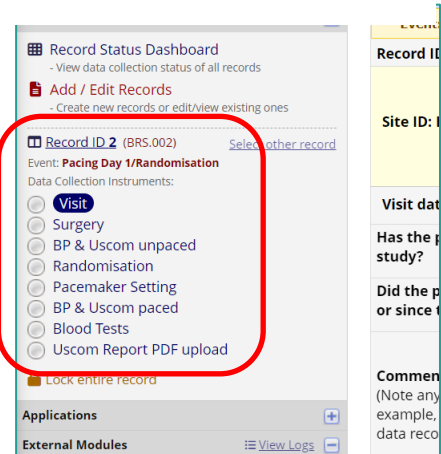 Record Status Dashboard
- View data collection status of all records
Add / Edit Records
- Create new records or edit/view existing ones
Record ID 2 (BRS.002) Select other record
Event: Pacing Day 1/Randomisation
Data Collection Instruments:
Visit
Surgery
BP & Uscom unpaced
Randomisation
Pacemaker Setting
BP & Uscom paced
Blood Tests
Uscom Report PDF upload
Lock entire record
Applications
External Modules View Logs
Record ID
Site ID:
Visit dat
Has the p
study?
Did the p
or since t
Commen
(Note any
example,
data reco